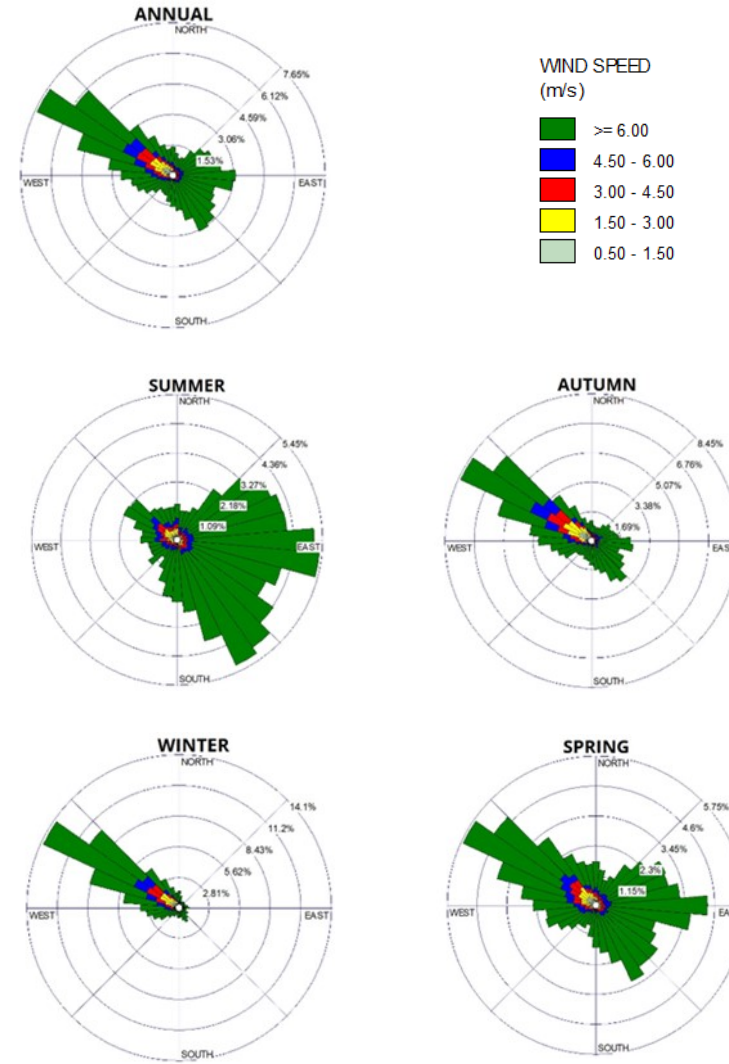 ANNUAL
NORTH
7.65%
6.12%
4.59%
3.06%
1.53%
WEST
EAST
SOUTH
WIND SPEED
(m/s)
>= 6.00
4.50 - 6.00
3.00 - 4.50
1.50 - 3.00
0.50 - 1.50
SUMMER
NORTH
5.45%
4.36%
3.27%
2.18%
1.09%
WEST
EAST
SOUTH
AUTUMN
NORTH
8.45%
6.76%
5.07%
3.38%
1.69%
WEST
EAST
SOUTH
WINTER
NORTH
14.1%
11.2%
8.43%
5.62%
2.81%
WEST
EAST
SOUTH
SPRING
NORTH
5.75%
4.6%
3.45%
2.3%
1.15%
WEST
EAST
SOUTH